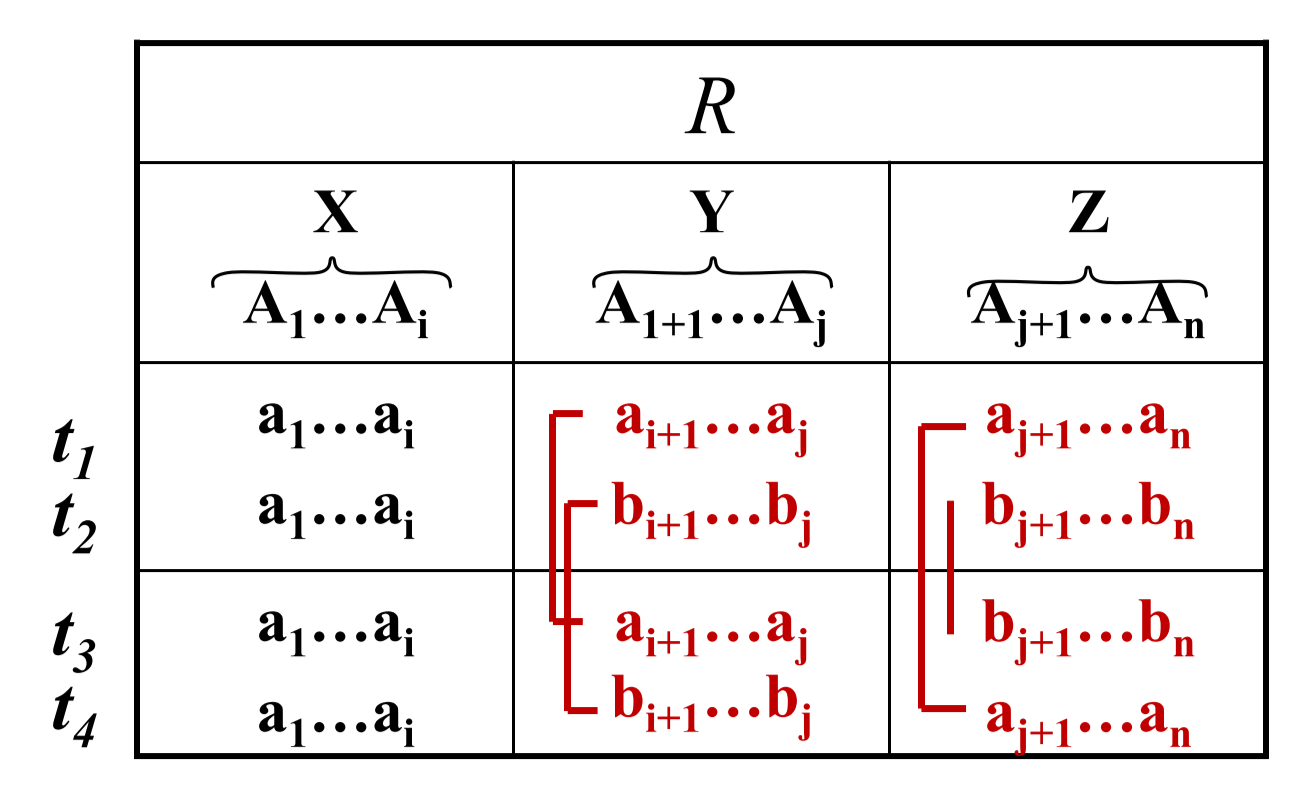 R
X Y Z
A₁…Aᵢ A₁₊₁…Aⱼ Aⱼ₊₁…Aₙ
t₁ a₁…aᵢ aᵢ₊₁…aⱼ aⱼ₊₁…aₙ
t₂ a₁…aᵢ bᵢ₊₁…bⱼ bⱼ₊₁…bₙ
t₃ a₁…aᵢ aᵢ₊₁…aⱼ bⱼ₊₁…bₙ
t₄ a₁…aᵢ bᵢ₊₁…bⱼ aⱼ₊₁…aₙ